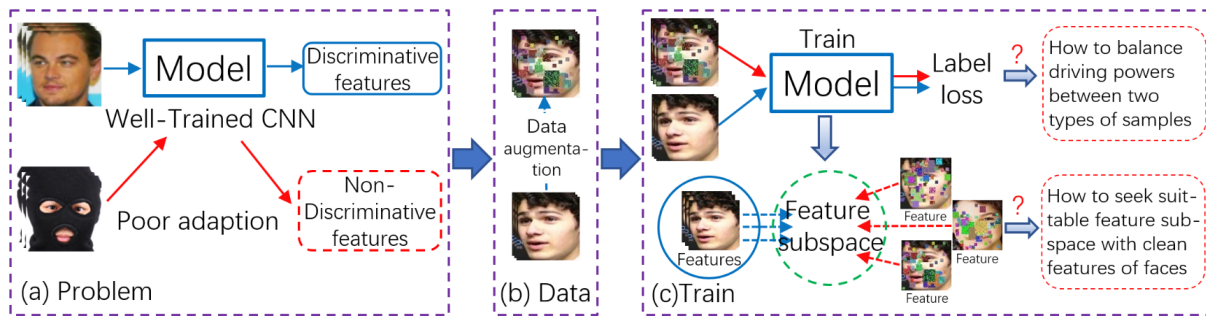 Model
Discriminative
features
Well-Trained CNN
Poor adaption
Non-
Discriminative
features
(a) Problem
Data
augmenta-
tion
(b) Data
Train
Model
Label
loss
?
How to balance
driving powers
between two
types of samples
Features
Feature
subspace
Feature
Feature
Feature
?
How to seek suit-
table feature sub-
space with clean
features of faces
(c)Train